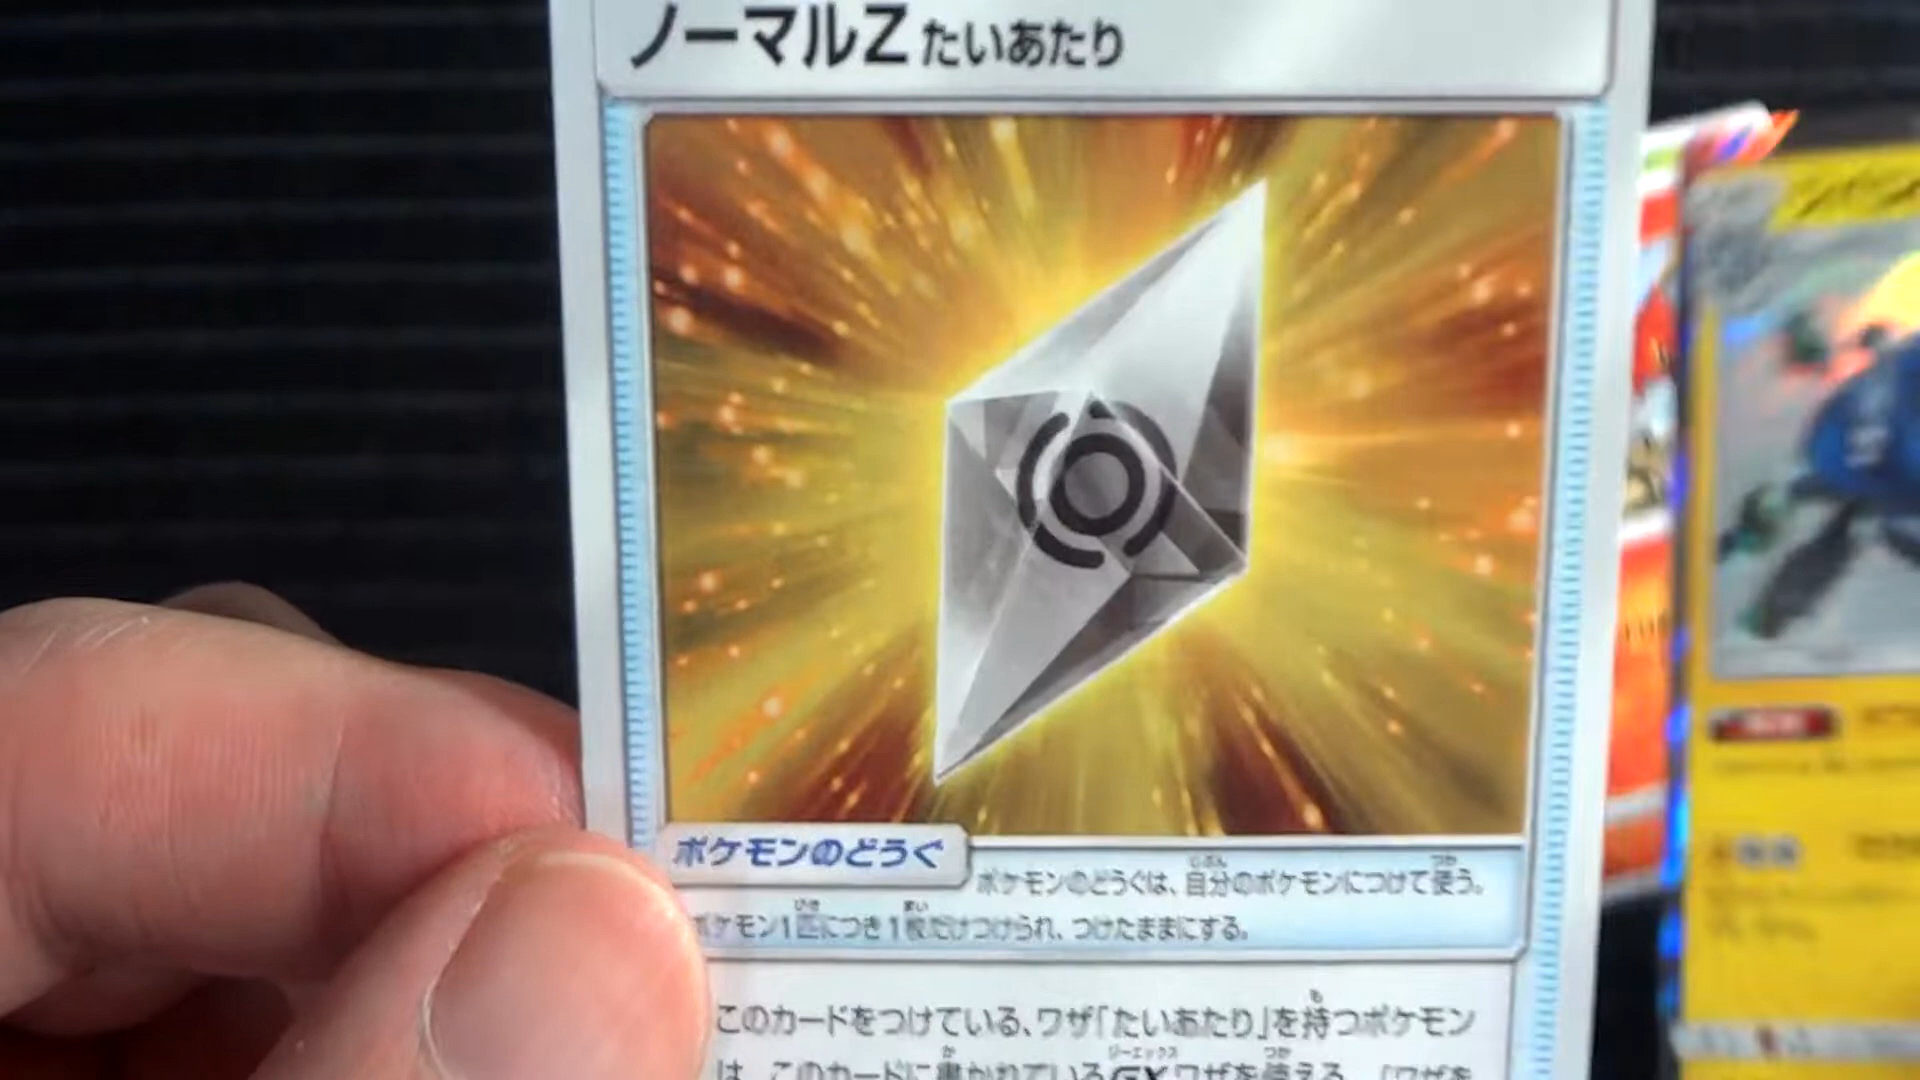 ノーマルZ たいあたり
ポケモンのどうぐ
ポケモンのどうぐは、自分のポケモンにつけて使う。
ポケモン1匹につき1枚だけつけられ、つけたままにする。
このカードをつけている、ワザ「たいあたり」を持つポケモン
は、このカードに書かれているGXワザを使える。［ワザを